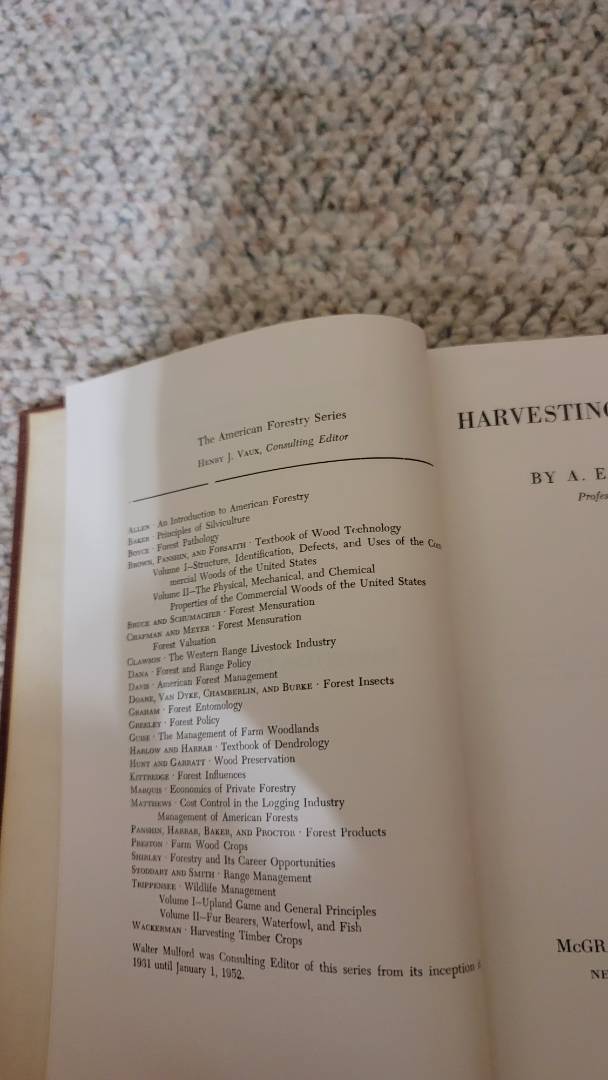 The American Forestry Series
Henry J. Vaux, Consulting Editor
Allen · An Introduction to American Forestry
Baker · Principles of Silviculture
Boyce · Forest Pathology
Brown, Panshin, and Forsaith · Textbook of Wood Technology
Volume I—Structure, Identification, Defects, and Uses of the Com
mercial Woods of the United States
Volume II—The Physical, Mechanical, and Chemical
Properties of the Commercial Woods of the United States
Bruce and Schumacher · Forest Mensuration
Chapman and Meyer · Forest Mensuration
Forest Valuation
Clawson · The Western Range Livestock Industry
Dana · Forest and Range Policy
Davis · American Forest Management
Doane, Van Dyke, Chamberlin, and Burke · Forest Insects
Graham · Forest Entomology
Greeley · Forest Policy
Guise · The Management of Farm Woodlands
Harlow and Harrar · Textbook of Dendrology
Hunt and Garratt · Wood Preservation
Kittredge · Forest Influences
Marquis · Economics of Private Forestry
Matthews · Cost Control in the Logging Industry
Management of American Forests
Panshin, Harrar, Baker, and Proctor · Forest Products
Preston · Farm Wood Crops
Shirley · Forestry and Its Career Opportunities
Stoddart and Smith · Range Management
Trippensee · Wildlife Management
Volume I—Upland Game and General Principles
Volume II—Fur Bearers, Waterfowl, and Fish
Wackerman · Harvesting Timber Crops
Walter Mulford was Consulting Editor of this series from its inception
1931 until January 1, 1952.
HARVESTING
BY A. E
Profes
McGR
NE